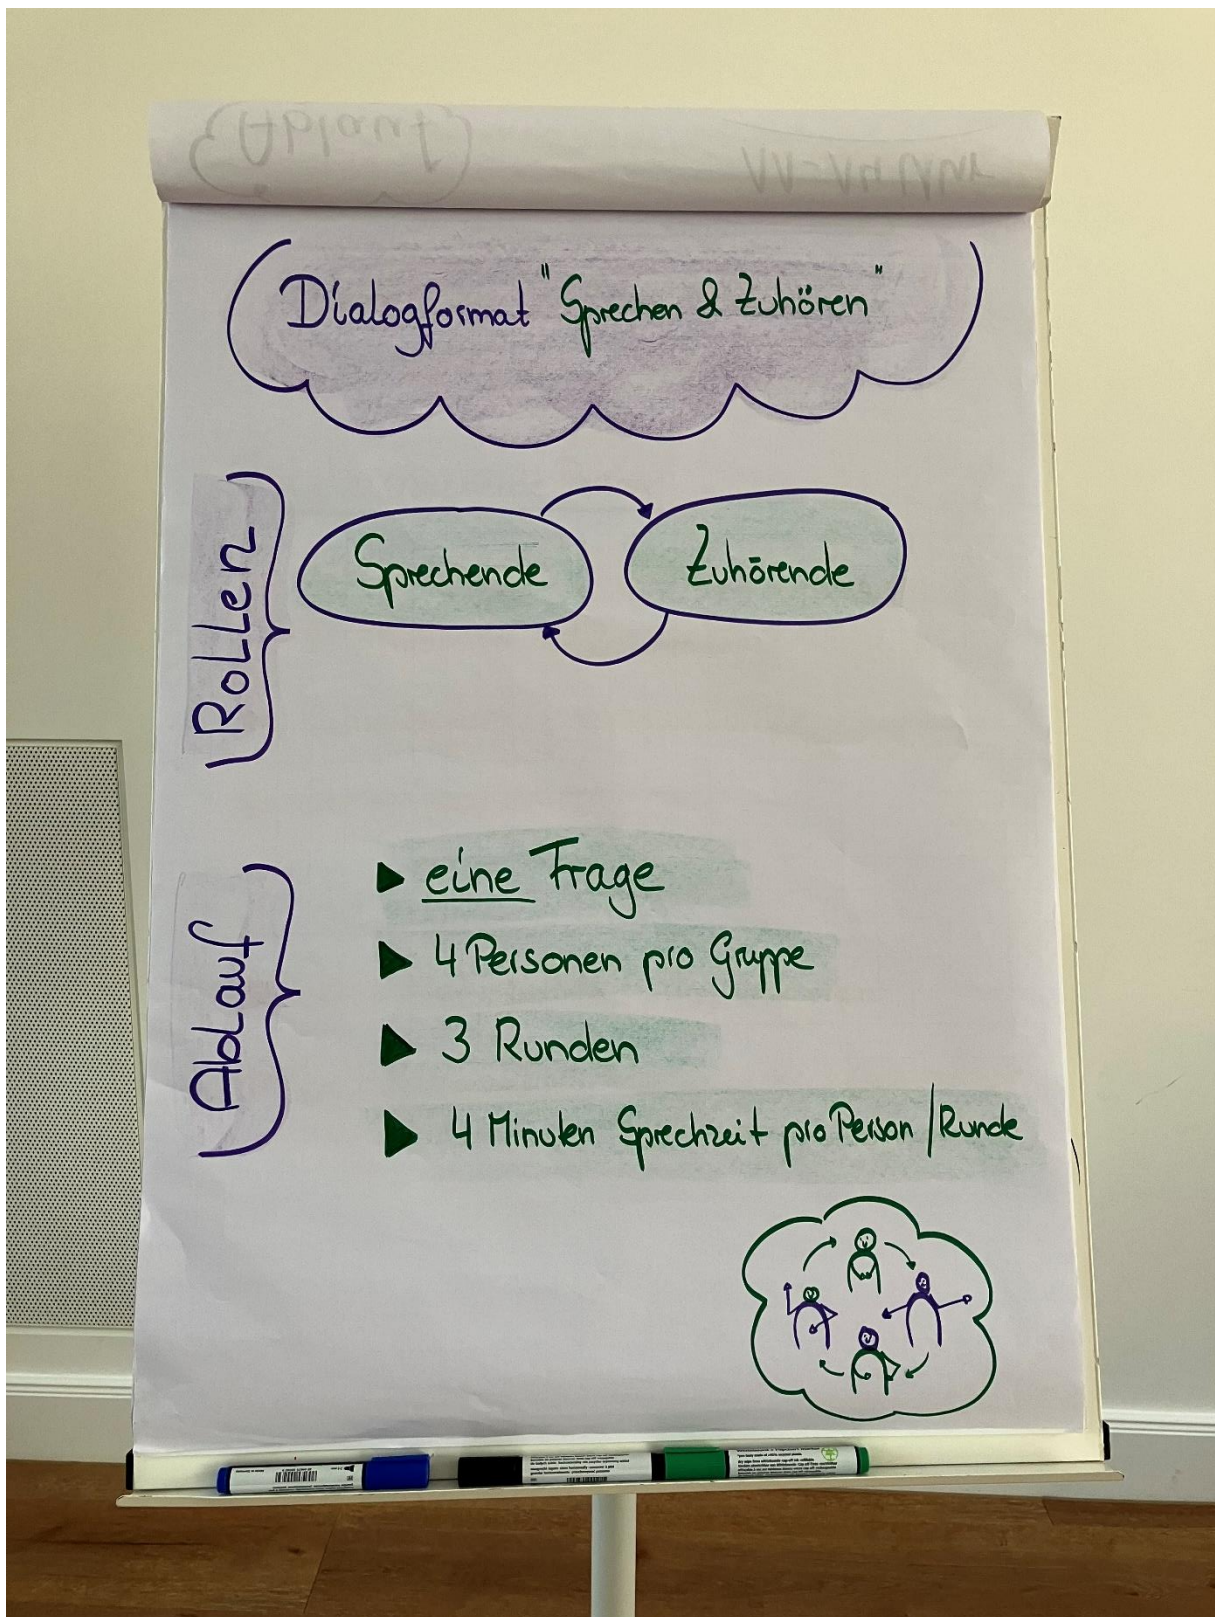 Ablauf
Dialogformat "Sprechen & Zuhören"
Rollen
Sprechende
Zuhörende
Ablauf
eine Frage
4 Personen pro Gruppe
3 Runden
4 Minuten Sprechzeit pro Person / Runde